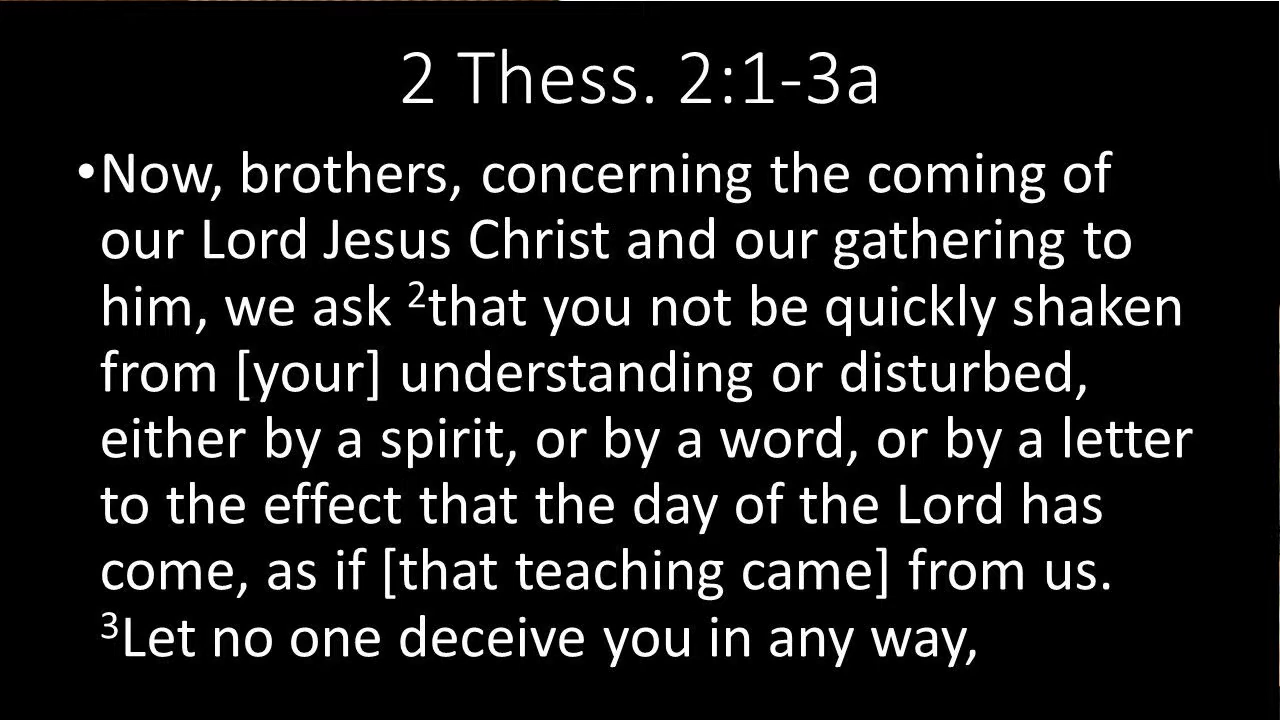 2 Thess. 2:1-3a
•Now, brothers, concerning the coming of
our Lord Jesus Christ and our gathering to
him, we ask ²that you not be quickly shaken
from [your] understanding or disturbed,
either by a spirit, or by a word, or by a letter
to the effect that the day of the Lord has
come, as if [that teaching came] from us.
³Let no one deceive you in any way,